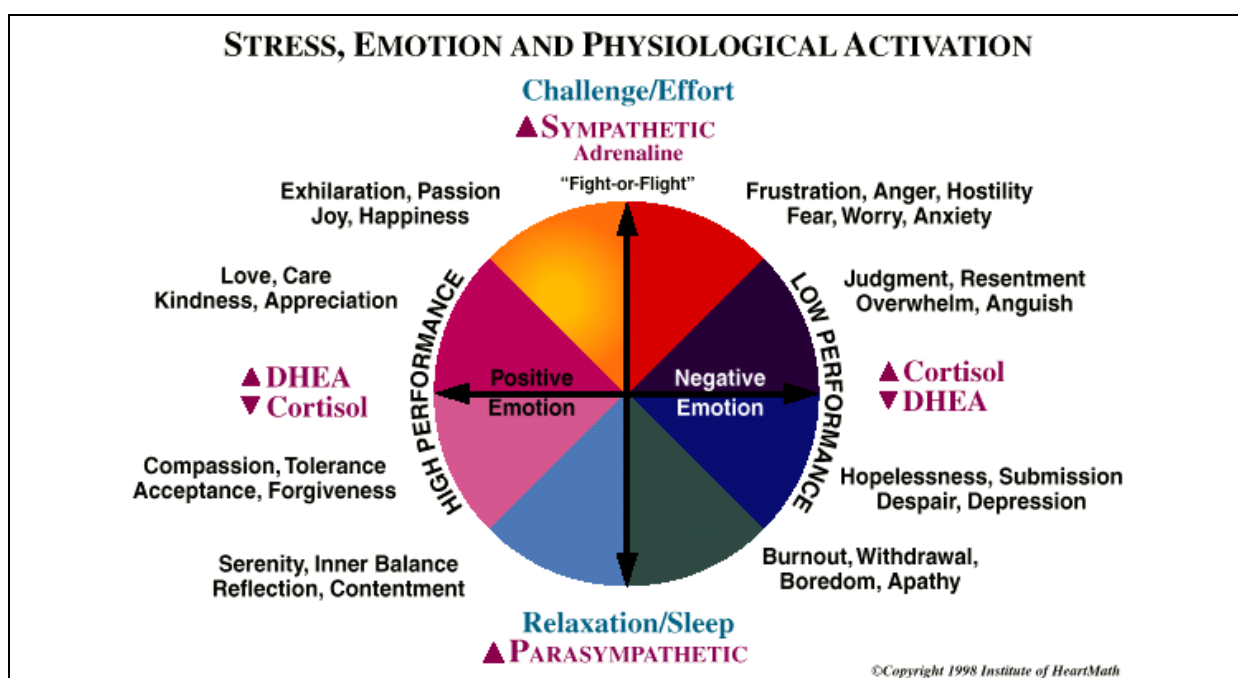 STRESS, EMOTION AND PHYSIOLOGICAL ACTIVATION
Challenge/Effort
▲SYMPATHETIC
Adrenaline
"Fight-or-Flight"
Exhilaration, Passion
Joy, Happiness
Frustration, Anger, Hostility
Fear, Worry, Anxiety
Love, Care
Kindness, Appreciation
Judgment, Resentment
Overwhelm, Anguish
HIGH PERFORMANCE
LOW PERFORMANCE
▲ DHEA
▼ Cortisol
Positive
Emotion
Negative
Emotion
▲ Cortisol
▼ DHEA
Compassion, Tolerance
Acceptance, Forgiveness
Hopelessness, Submission
Despair, Depression
Serenity, Inner Balance
Reflection, Contentment
Burnout, Withdrawal,
Boredom, Apathy
Relaxation/Sleep
▲PARASYMPATHETIC
©Copyright 1998 Institute of HeartMath